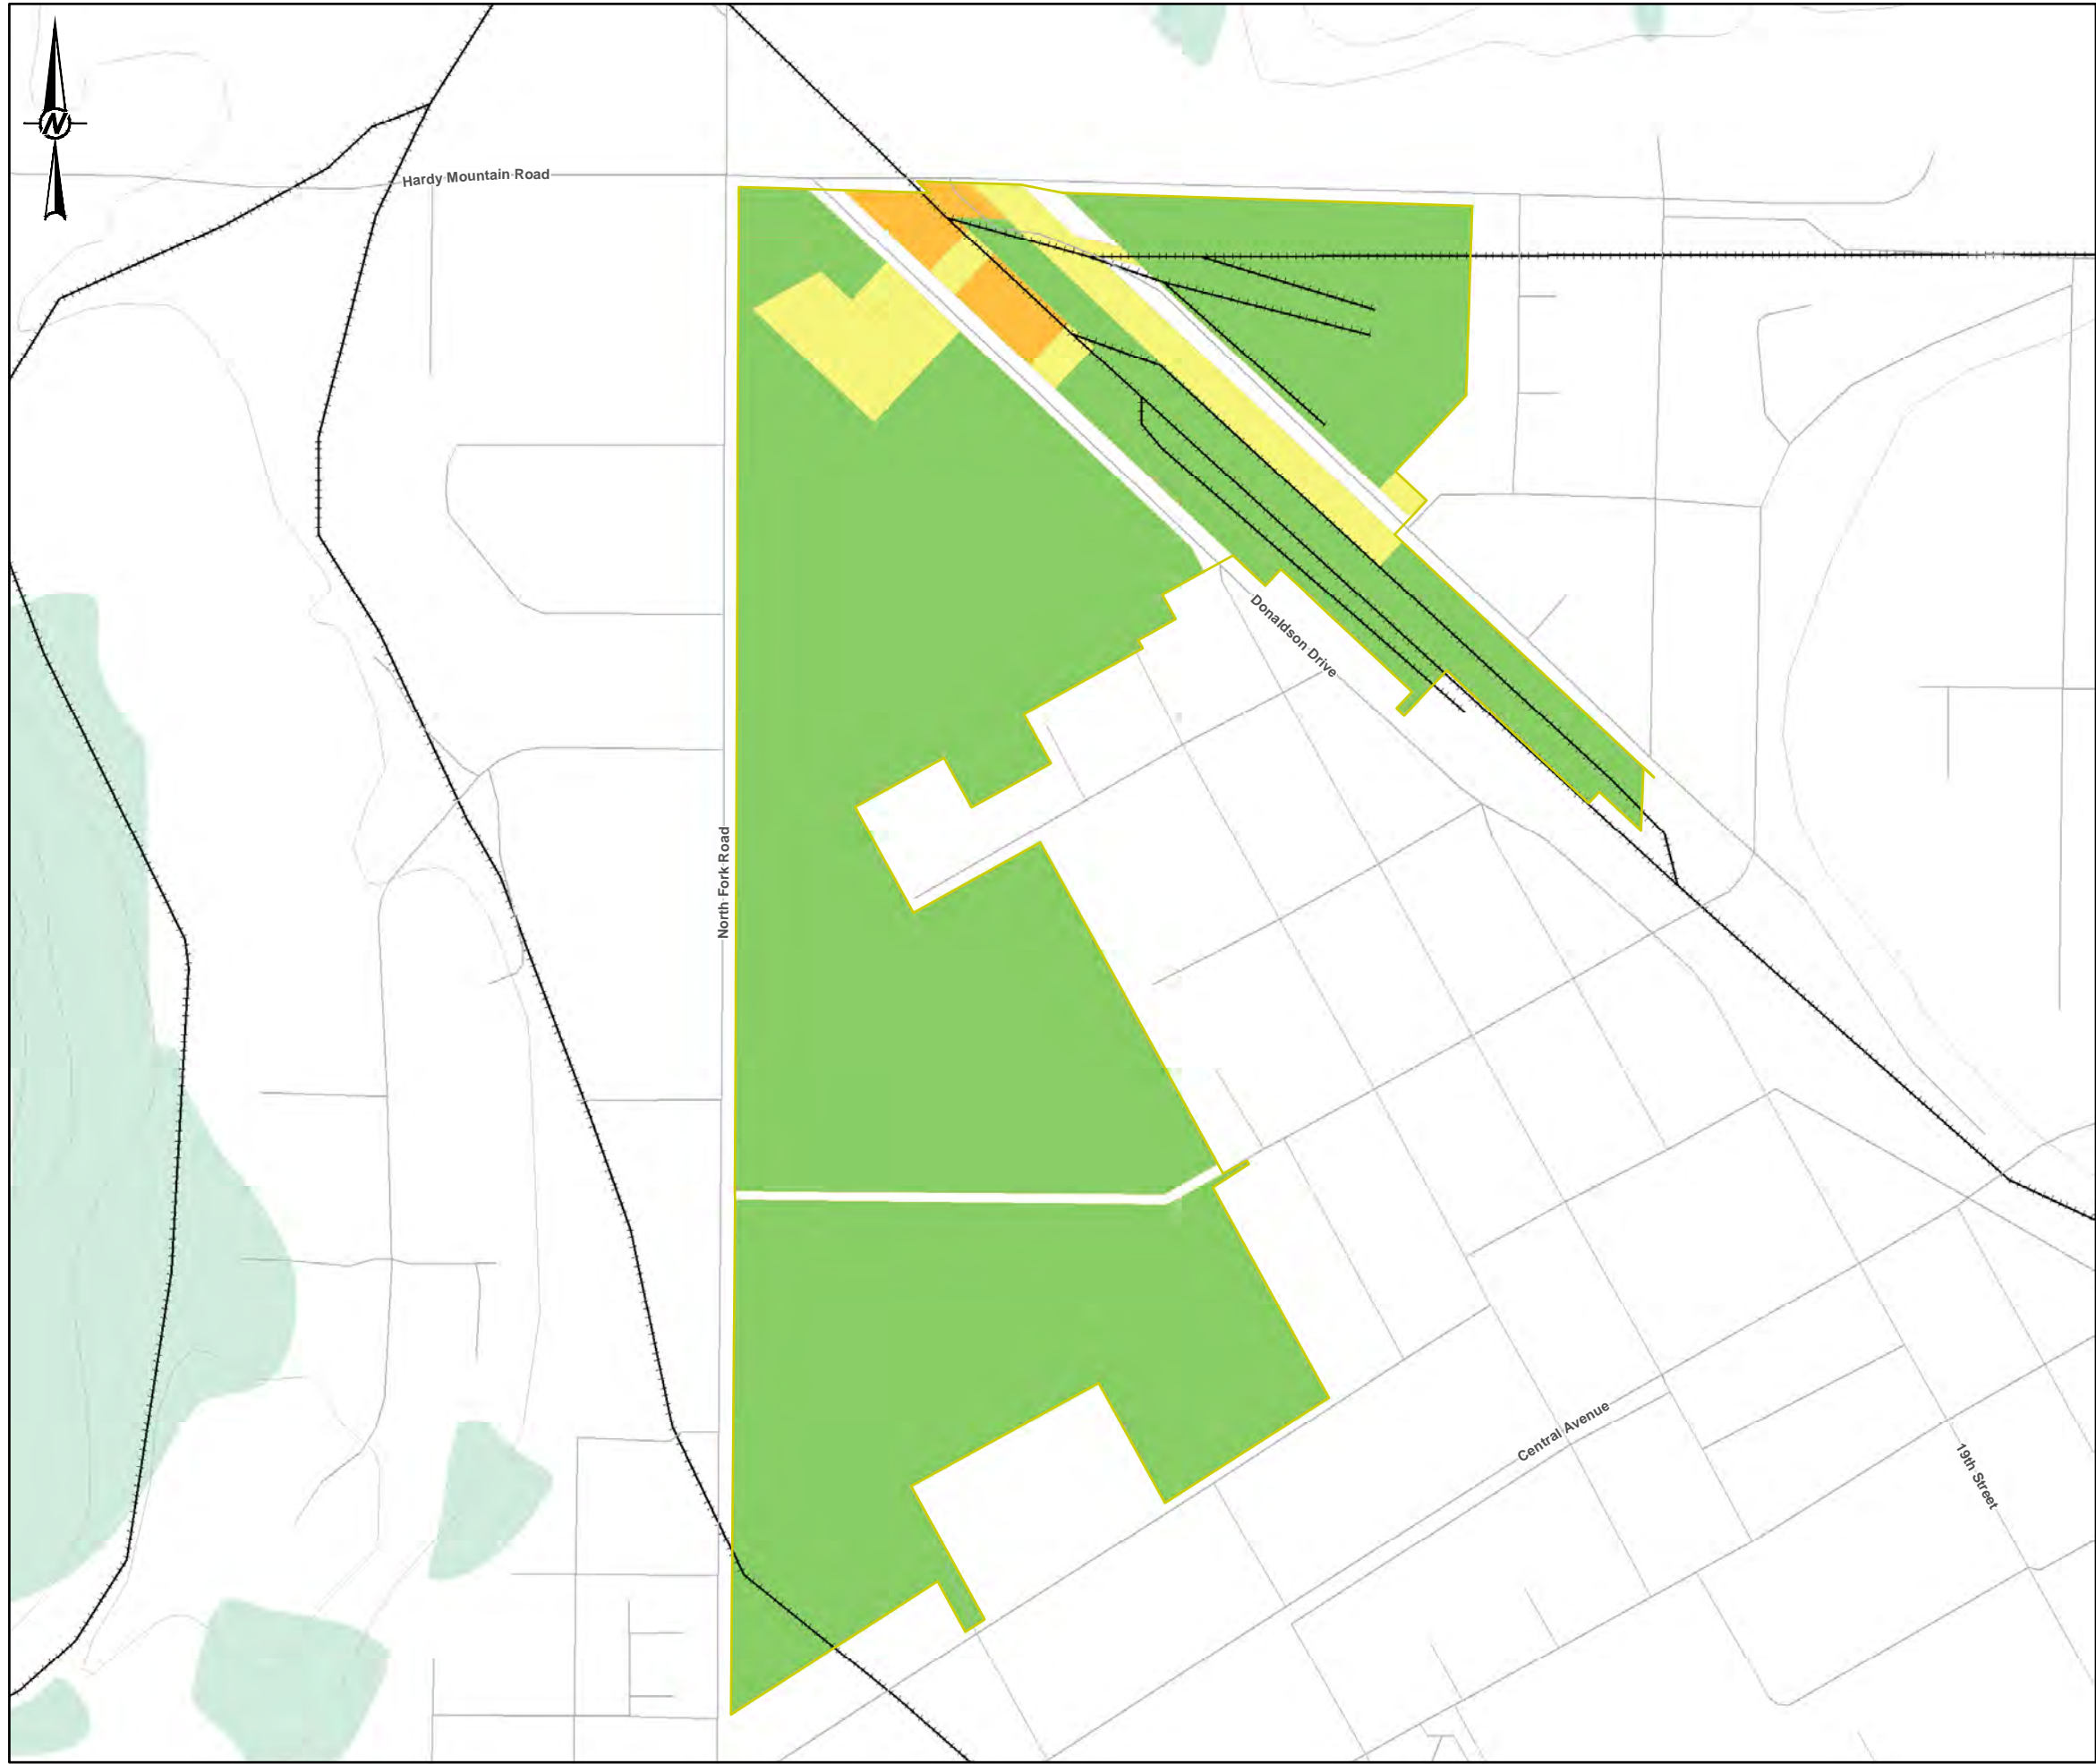 N
Hardy Mountain Road
Donaldson Drive
North Fork Road
Central Avenue
19th Street